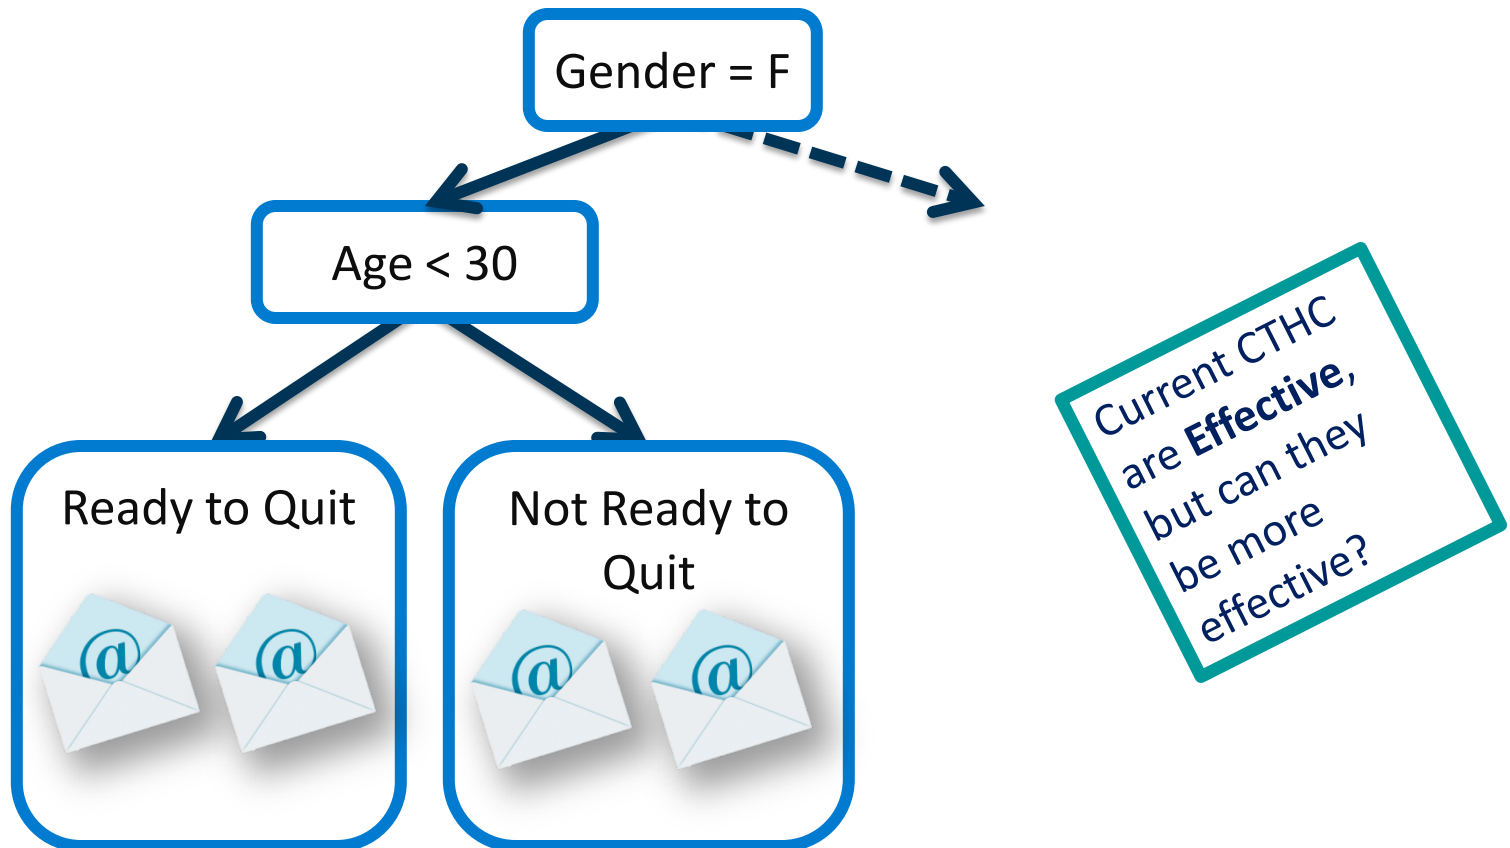 Gender = F
Age < 30
Ready to Quit
Not Ready to
Quit
@
@
@
@
Current CTHC
are Effective,
but can they
be more
effective?